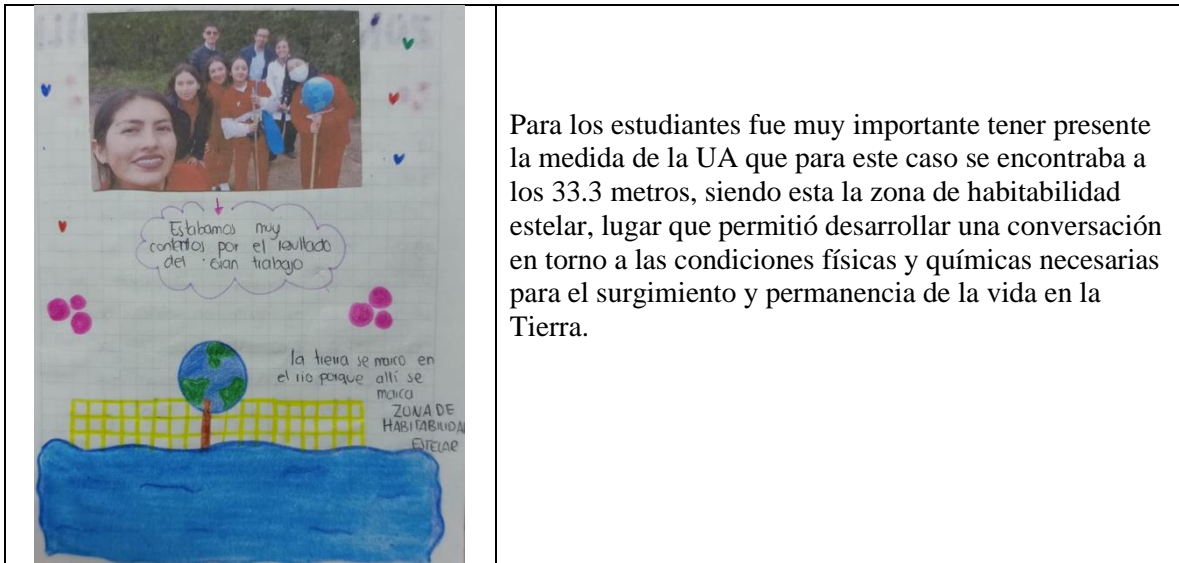 Estabamos muy
contentos por el resultado
del Gran trabajo
la tierra se marco en
el rio porque allí se
marca
ZONA DE
HABITABILIDAD
ESTELAR
Para los estudiantes fue muy importante tener presente
la medida de la UA que para este caso se encontraba a
los 33.3 metros, siendo esta la zona de habitabilidad
estelar, lugar que permitió desarrollar una conversación
en torno a las condiciones físicas y químicas necesarias
para el surgimiento y permanencia de la vida en la
Tierra.